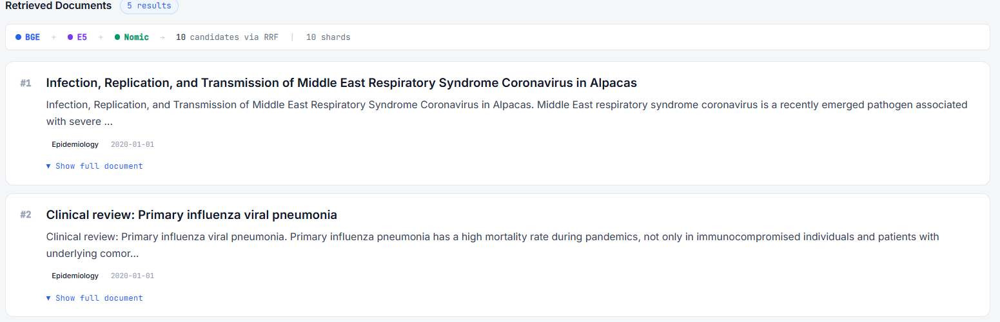 Retrieved Documents 5 results
BGE + E5 + Nomic → 10 candidates via RRF | 10 shards
#1 Infection, Replication, and Transmission of Middle East Respiratory Syndrome Coronavirus in Alpacas
Infection, Replication, and Transmission of Middle East Respiratory Syndrome Coronavirus in Alpacas. Middle East respiratory syndrome coronavirus is a recently emerged pathogen associated
with severe ...
Epidemiology 2020-01-01
▼ Show full document
#2 Clinical review: Primary influenza viral pneumonia
Clinical review: Primary influenza viral pneumonia. Primary influenza pneumonia has a high mortality rate during pandemics, not only in immunocompromised individuals and patients with
underlying comor...
Epidemiology 2020-01-01
▼ Show full document